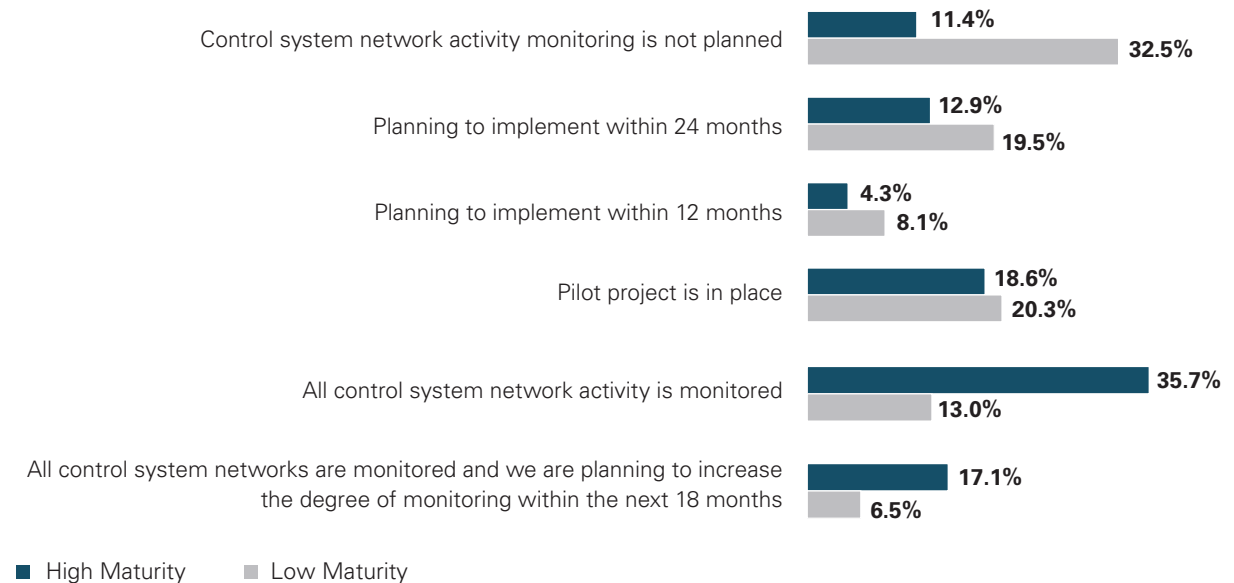 Control system network activity monitoring is not planned
11.4%
32.5%
Planning to implement within 24 months
12.9%
19.5%
Planning to implement within 12 months
4.3%
8.1%
Pilot project is in place
18.6%
20.3%
All control system network activity is monitored
35.7%
13.0%
All control system networks are monitored and we are planning to increase
the degree of monitoring within the next 18 months
17.1%
6.5%
High Maturity
Low Maturity